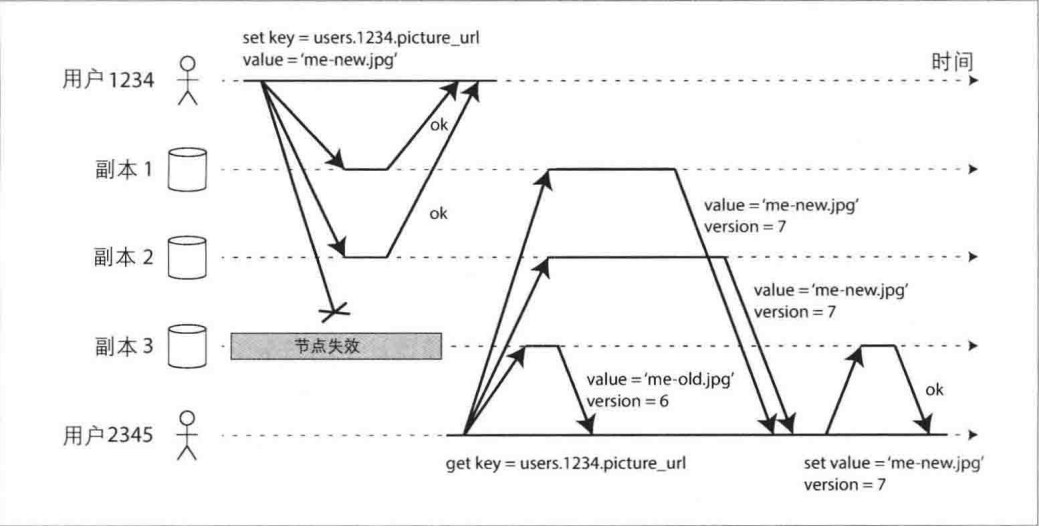 set key = users.1234.picture_url
value = ‘me-new.jpg’
时间
用户1234
ok
副本1
ok
value = ‘me-new.jpg’
version = 7
副本2
value = ‘me-new.jpg’
version = 7
副本3
节点失效
value = ‘me-old.jpg’
version = 6
ok
用户2345
get key = users.1234.picture_url
set value = ‘me-new.jpg’
version = 7